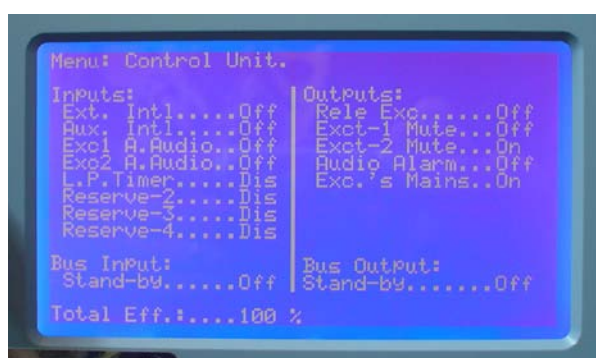 Menu: Control Unit.
Inputs:
Ext. Intl.....Off
Aux. Intl.....Off
Exc1 A.Audio..Off
Exc2 A.Audio..Off
L.P.Timer.....Dis
Reserve-2.....Dis
Reserve-3.....Dis
Reserve-4.....Dis
Outputs:
Rele Exc......Off
Exct-1 Mute...Off
Exct-2 Mute...On
Audio Alarm...Off
Exc.'s Mains..On
Bus Input:
Stand-by.......Off
Bus Output:
Stand-by.......Off
Total Eff.:....100 %